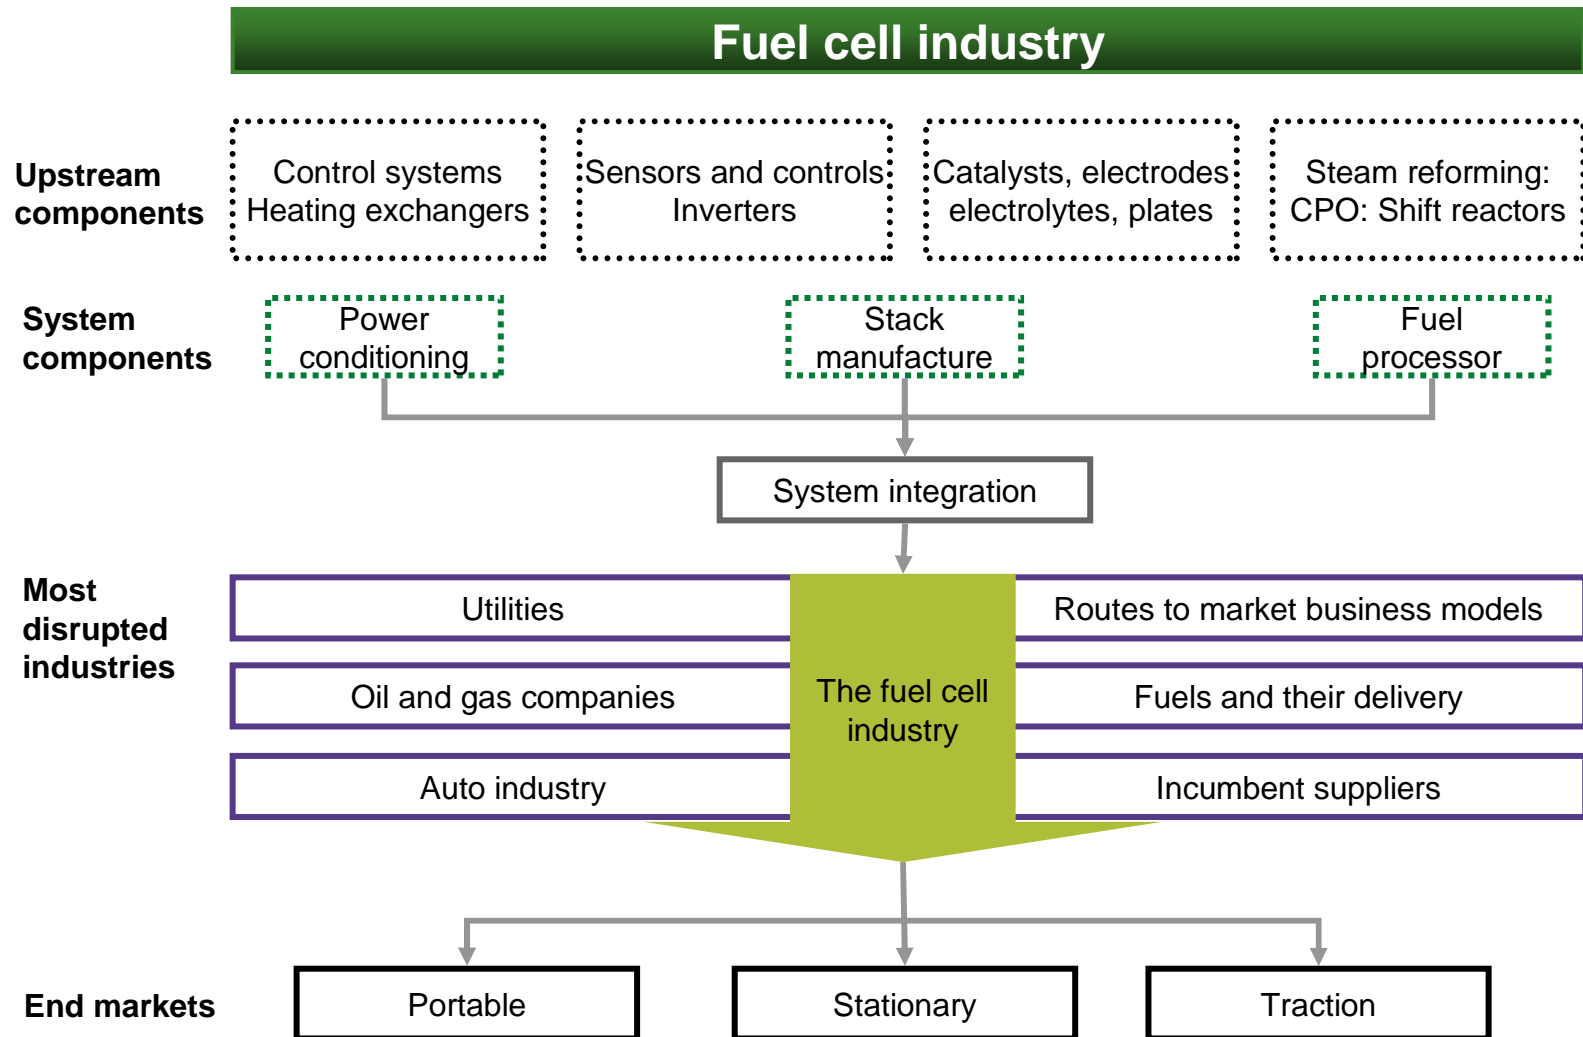 Fuel cell industry
Upstream
components
Control systems
Heating exchangers
Sensors and controls
Inverters
Catalysts, electrodes
electrolytes, plates
Steam reforming:
CPO: Shift reactors
System
components
Power
conditioning
Stack
manufacture
Fuel
processor
System integration
Most
disrupted
industries
Utilities
Routes to market business models
Oil and gas companies
The fuel cell
industry
Fuels and their delivery
Auto industry
Incumbent suppliers
End markets
Portable
Stationary
Traction